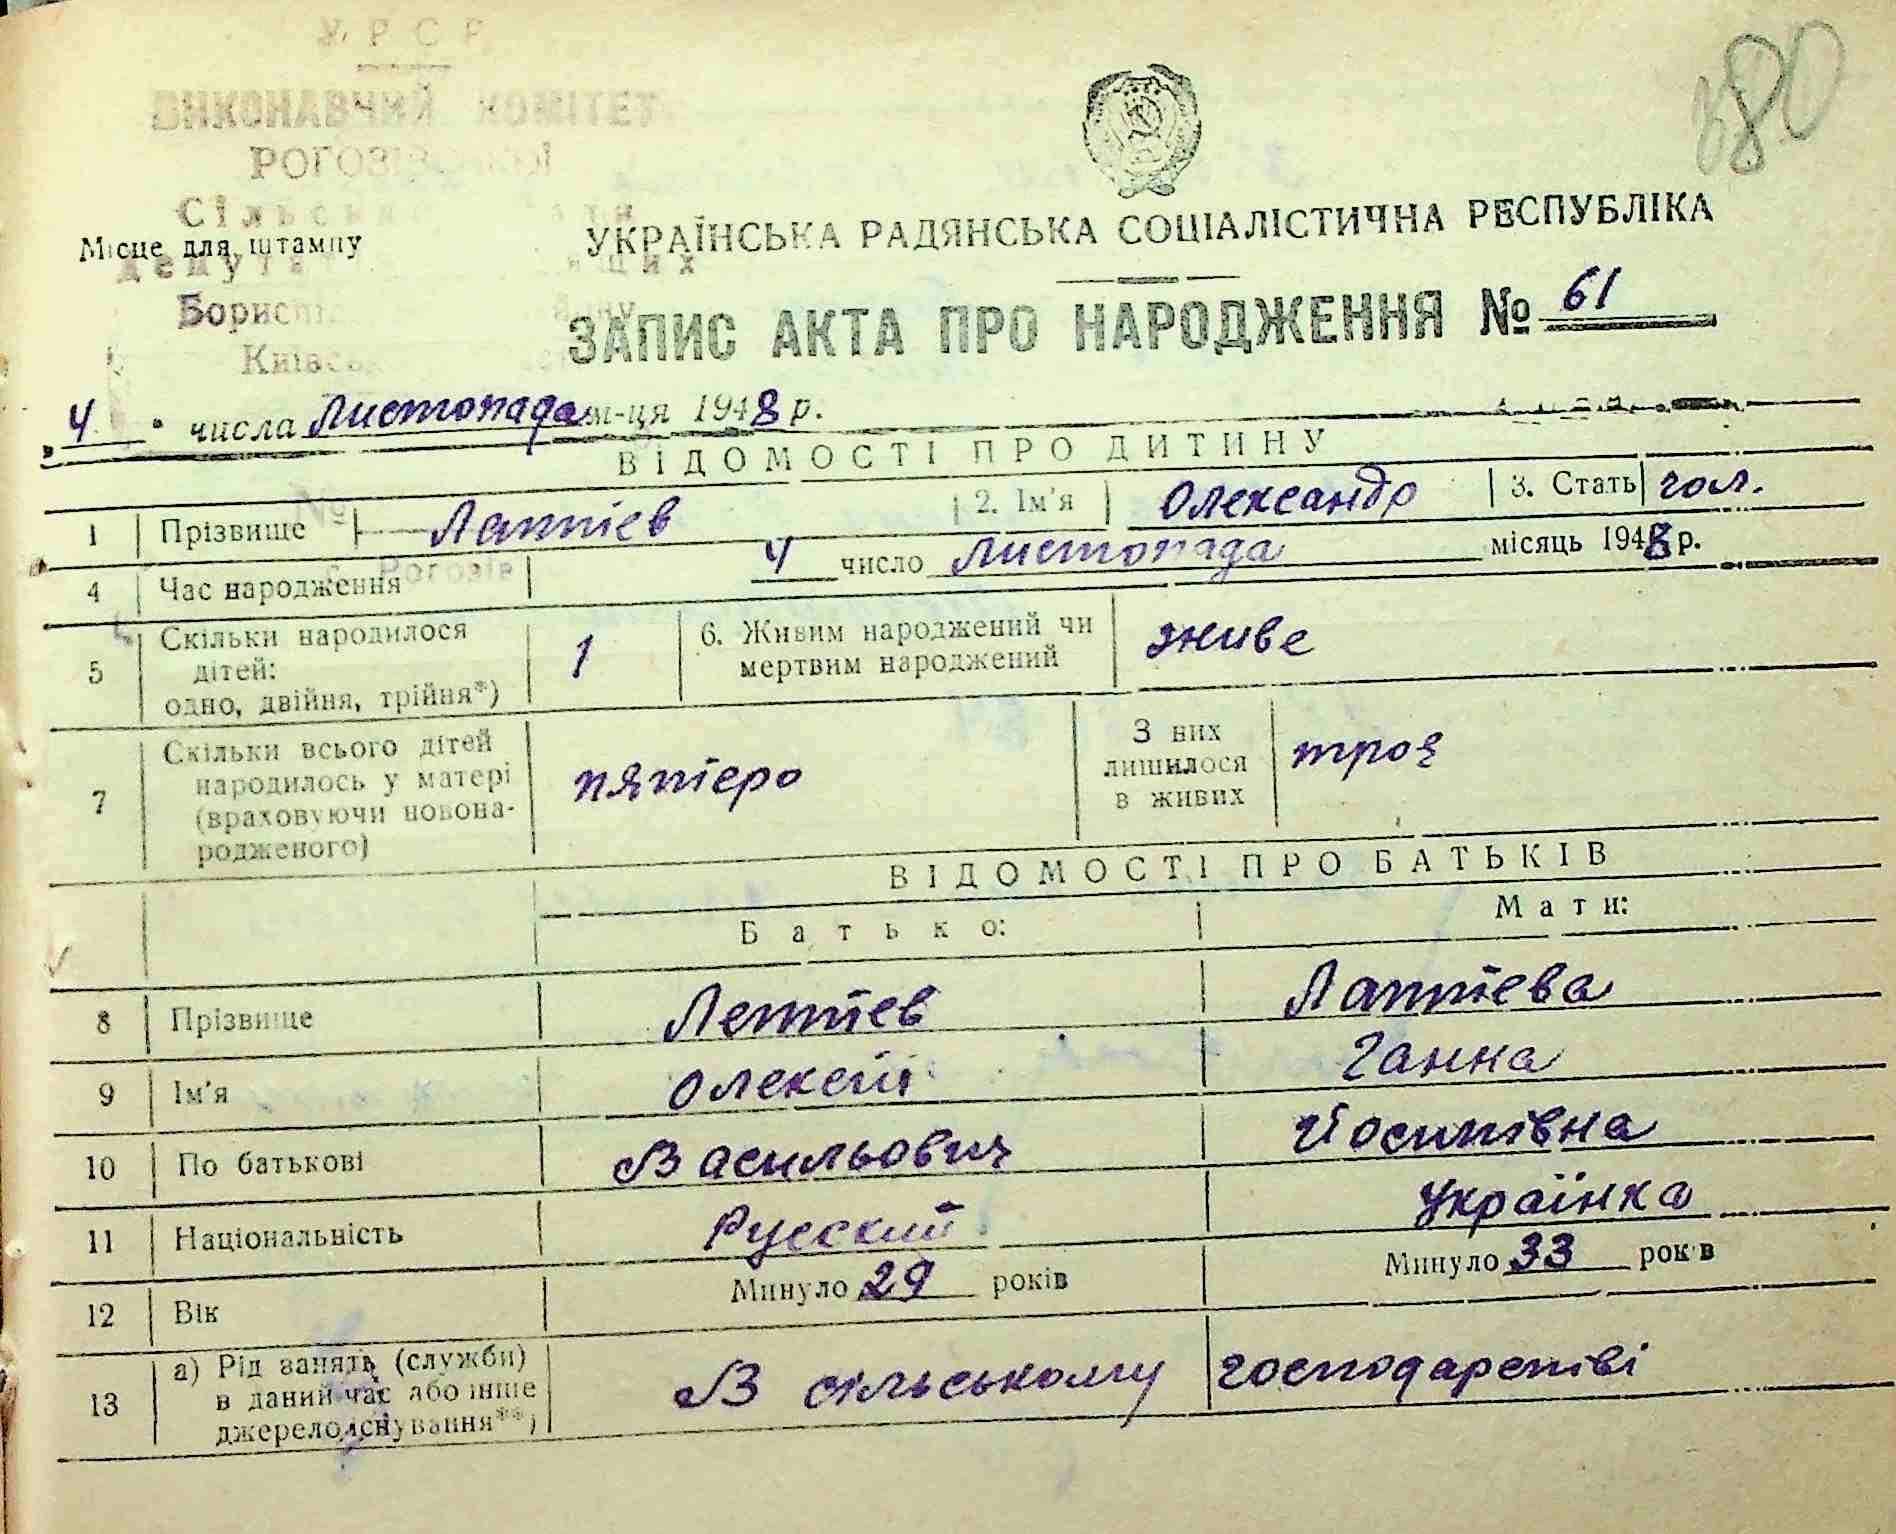 УРСР
ВИКОНАВЧИЙ КОМІТЕТ
80
Місце для штампу
УКРАЇНСЬКА РАДЯНСЬКА СОЦІАЛІСТИЧНА РЕСПУБЛІКА
ЗАПИС АКТА ПРО НАРОДЖЕННЯ № 61
„ 4 " числа Листопада м-ця 1948 р.
ВІДОМОСТІ ПРО ДИТИНУ
1 Прізвище Лаптієв 2. Ім'я Олександр 3. Стать чол.
4 Час народження 4 число Листопада місяць 1948 р.
с. Рогозів
5 Скільки народилося дітей: одно, двійня, трійня*) 1 6. Живим народжений чи мертвим народжений живе
7 Скільки всього дітей народилось у матері (враховуючи новонародженого) пятєро З них лишилося в живих троя
ВІДОМОСТІ ПРО БАТЬКІВ
Батько: Мати:
8 Прізвище Лептієв Лаптієва
9 Ім'я Олексій Ганна
10 По батькові Васильович Йосипівна
11 Національність Русский Українка
12 Вік Минуло 29 років Минуло 33 років
13 а) Рід занять (служби) в даний час або інше джерело існування**) В сільському господарстві